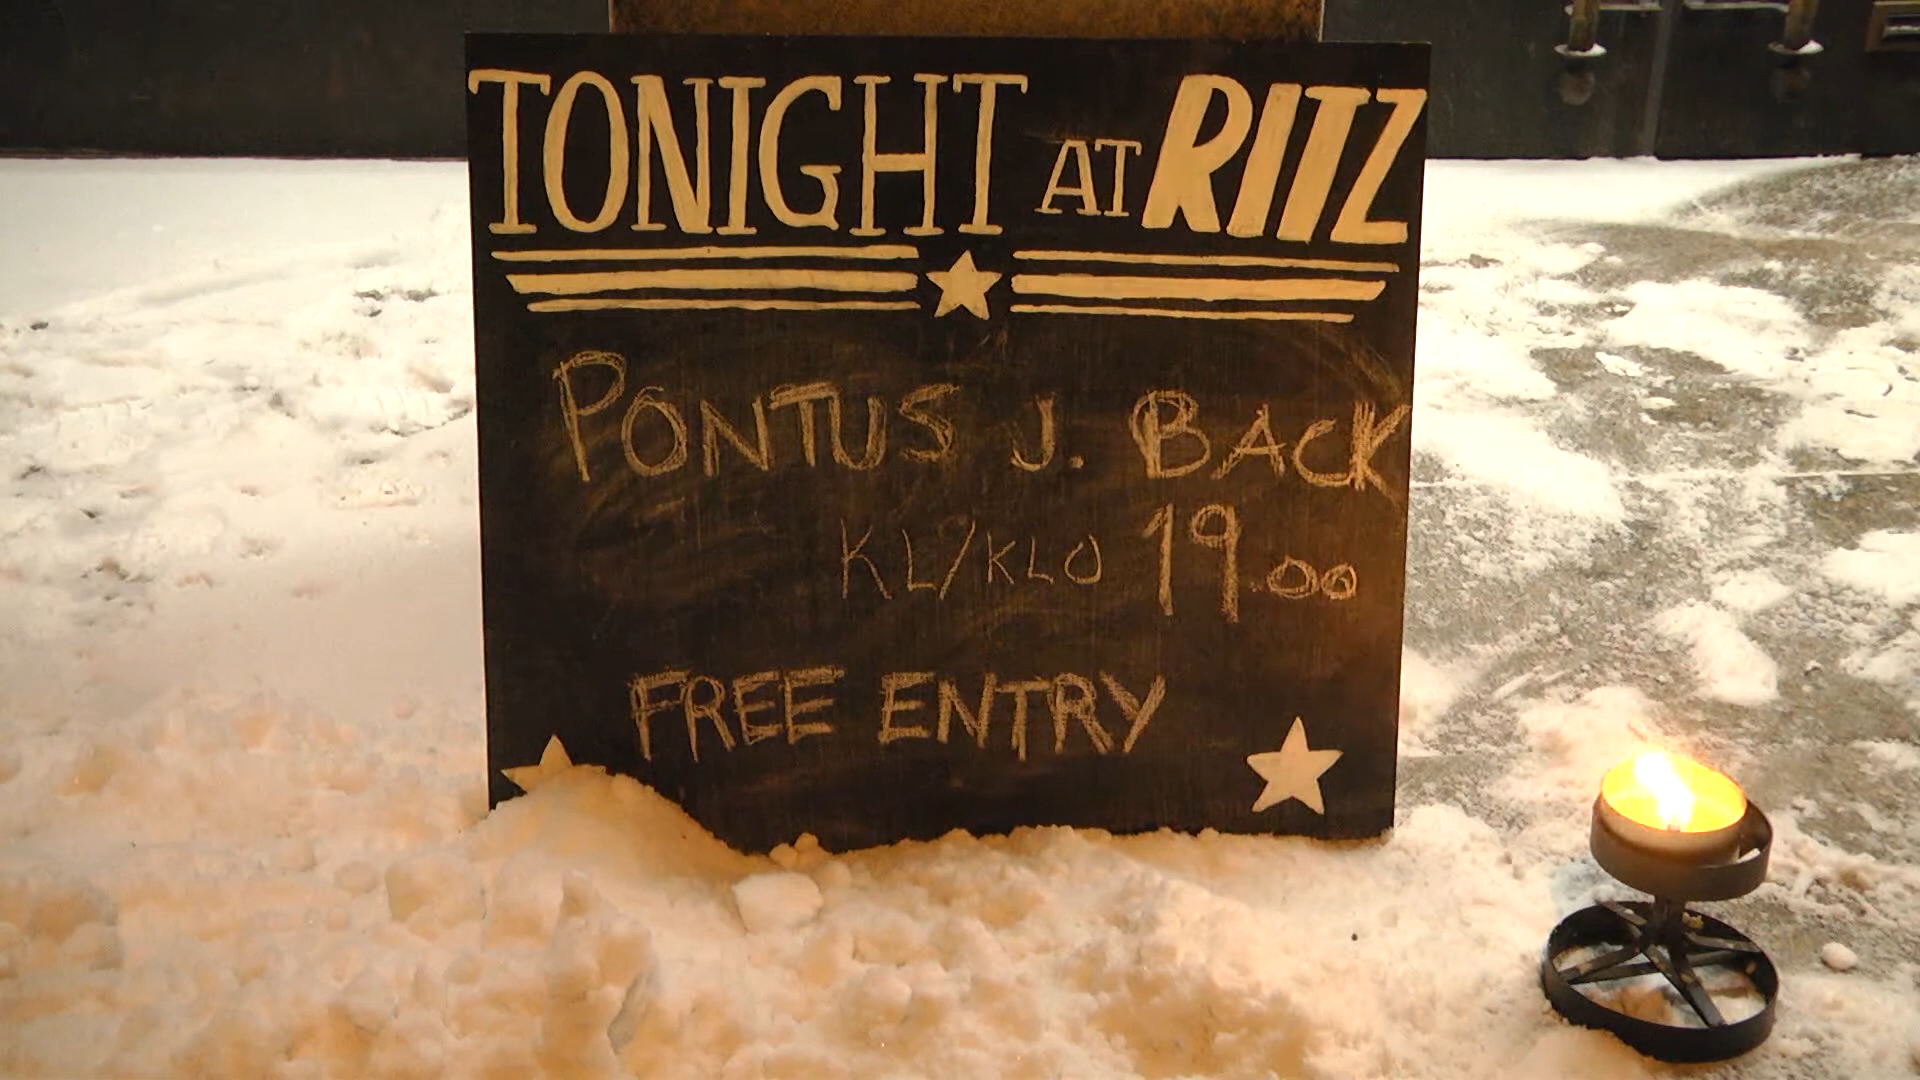 TONIGHT AT RITZ
PONTUS J. BACK
KL/KLO 19.00
FREE ENTRY